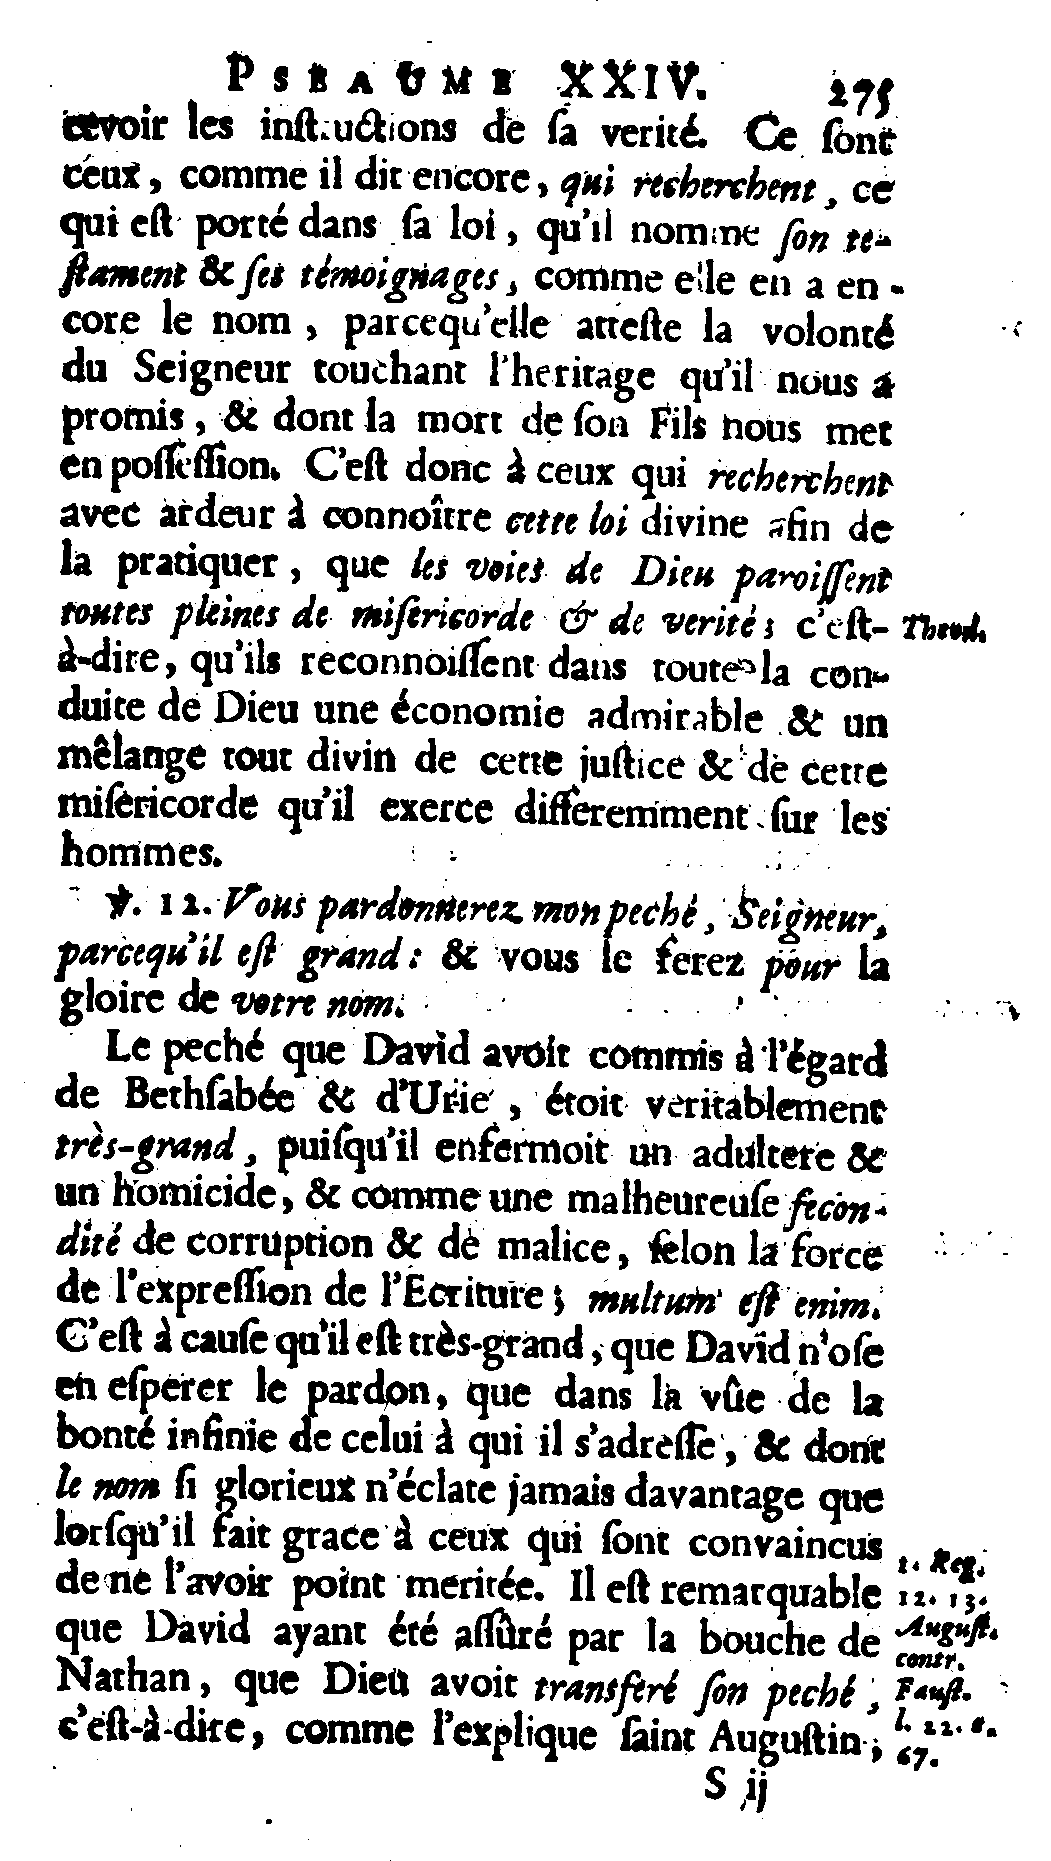 PSEAUME XXIV. 275
cevoir les inſtructions de ſa verité. Ce ſont
ceux, comme il dit encore, qui recherchent, ce
qui eſt porté dans ſa loi, qu'il nomme ſon te-
ſtament & ſes témoignages, comme elle en a en-
core le nom, parcequ'elle atteſte la volonté
du Seigneur touchant l'heritage qu'il nous a
promis, & dont la mort de ſon Fils nous met
en poſſeſſion. C'eſt donc à ceux qui recherchent
avec ardeur à connoître cette loi divine afin de
la pratiquer, que les voies de Dieu paroiſſent
toutes pleines de miſericorde & de verité; c'eſt-
Theod.
à-dire, qu'ils reconnoiſſent dans toute la con-
duite de Dieu une économie admirable & un
mêlange tout divin de cette juſtice & de cette
miſericorde qu'il exerce differemment ſur les
hommes.
℣. 12. Vous pardonnerez mon peché, Seigneur,
parcequ'il eſt grand: & vous le ferez pour la
gloire de votre nom.
Le peché que David avoit commis à l'égard
de Bethſabée & d'Urie, étoit veritablement
très-grand, puiſqu'il enfermoit un adultere &
un homicide, & comme une malheureuſe fecon-
dité de corruption & de malice, ſelon la force
de l'expreſſion de l'Ecriture; multum eſt enim.
C'eſt à cauſe qu'il eſt très-grand, que David n'oſe
en eſperer le pardon, que dans la vûe de la
bonté infinie de celui à qui il s'adreſſe, & dont
le nom ſi glorieux n'éclate jamais davantage que
lorſqu'il fait grace à ceux qui ſont convaincus
de ne l'avoir point meritée. Il eſt remarquable
que David ayant été aſſûré par la bouche de
Nathan, que Dieu avoit transferé ſon peché,
c'eſt-à-dire, comme l'explique ſaint Auguſtin,
1. Reg.
12. 13.
Auguſt.
contr.
Fauſt.
l. 22. c.
67.
S ij